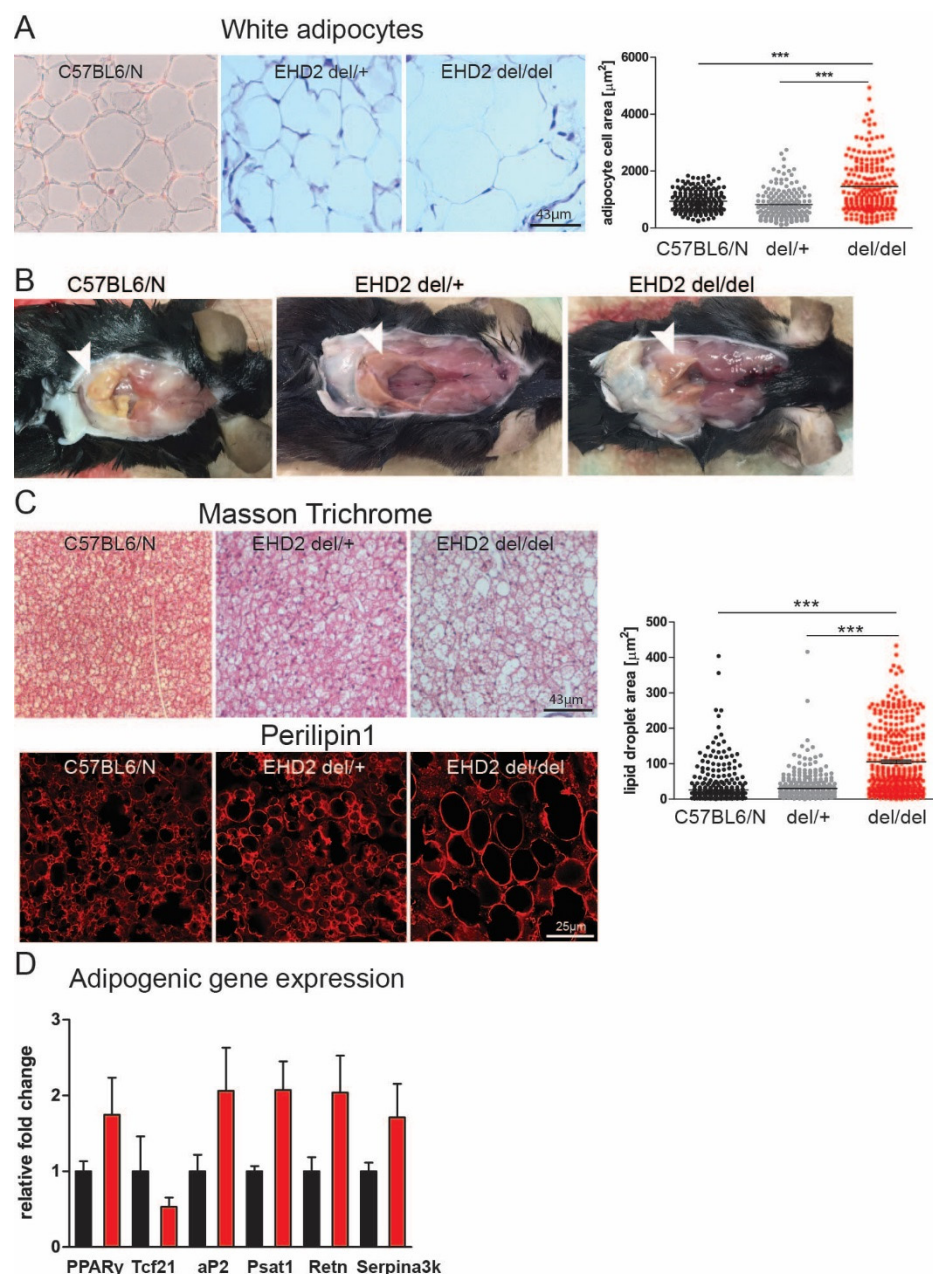 A
White adipocytes
C57BL6/N
EHD2 del/+
EHD2 del/del
43µm
adipocyte cell area [µm²]
6000
4000
2000
0
***
***
C57BL6/N
del/+
del/del
B
C57BL6/N
EHD2 del/+
EHD2 del/del
C
Masson Trichrome
C57BL6/N
EHD2 del/+
EHD2 del/del
43µm
Perilipin1
C57BL6/N
EHD2 del/+
EHD2 del/del
25µm
lipid droplet area [µm²]
500
400
300
200
100
0
***
***
C57BL6/N
del/+
del/del
D
Adipogenic gene expression
relative fold change
3
2
1
0
PPARγ Tcf21 aP2 Psat1 Retn Serpina3k